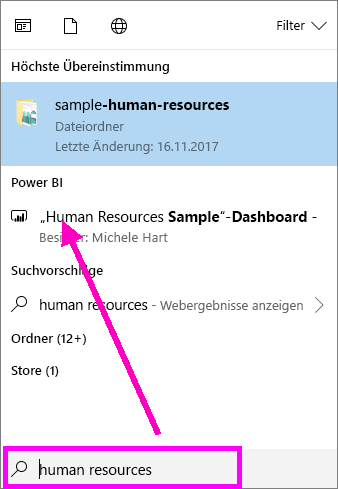 Filter
Höchste Übereinstimmung
sample-human-resources
Dateiordner
Letzte Änderung: 16.11.2017
Power BI
„Human Resources Sample“-Dashboard -
Besitzer: Michele Hart
Suchvorschläge
human resources - Webergebnisse anzeigen
Ordner (12+)
Store (1)
human resources